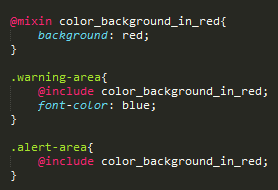 @mixin color_background_in_red{
    background: red;
}

.warning-area{
    @include color_background_in_red;
    font-color: blue;
}

.alert-area{
    @include color_background_in_red;
}